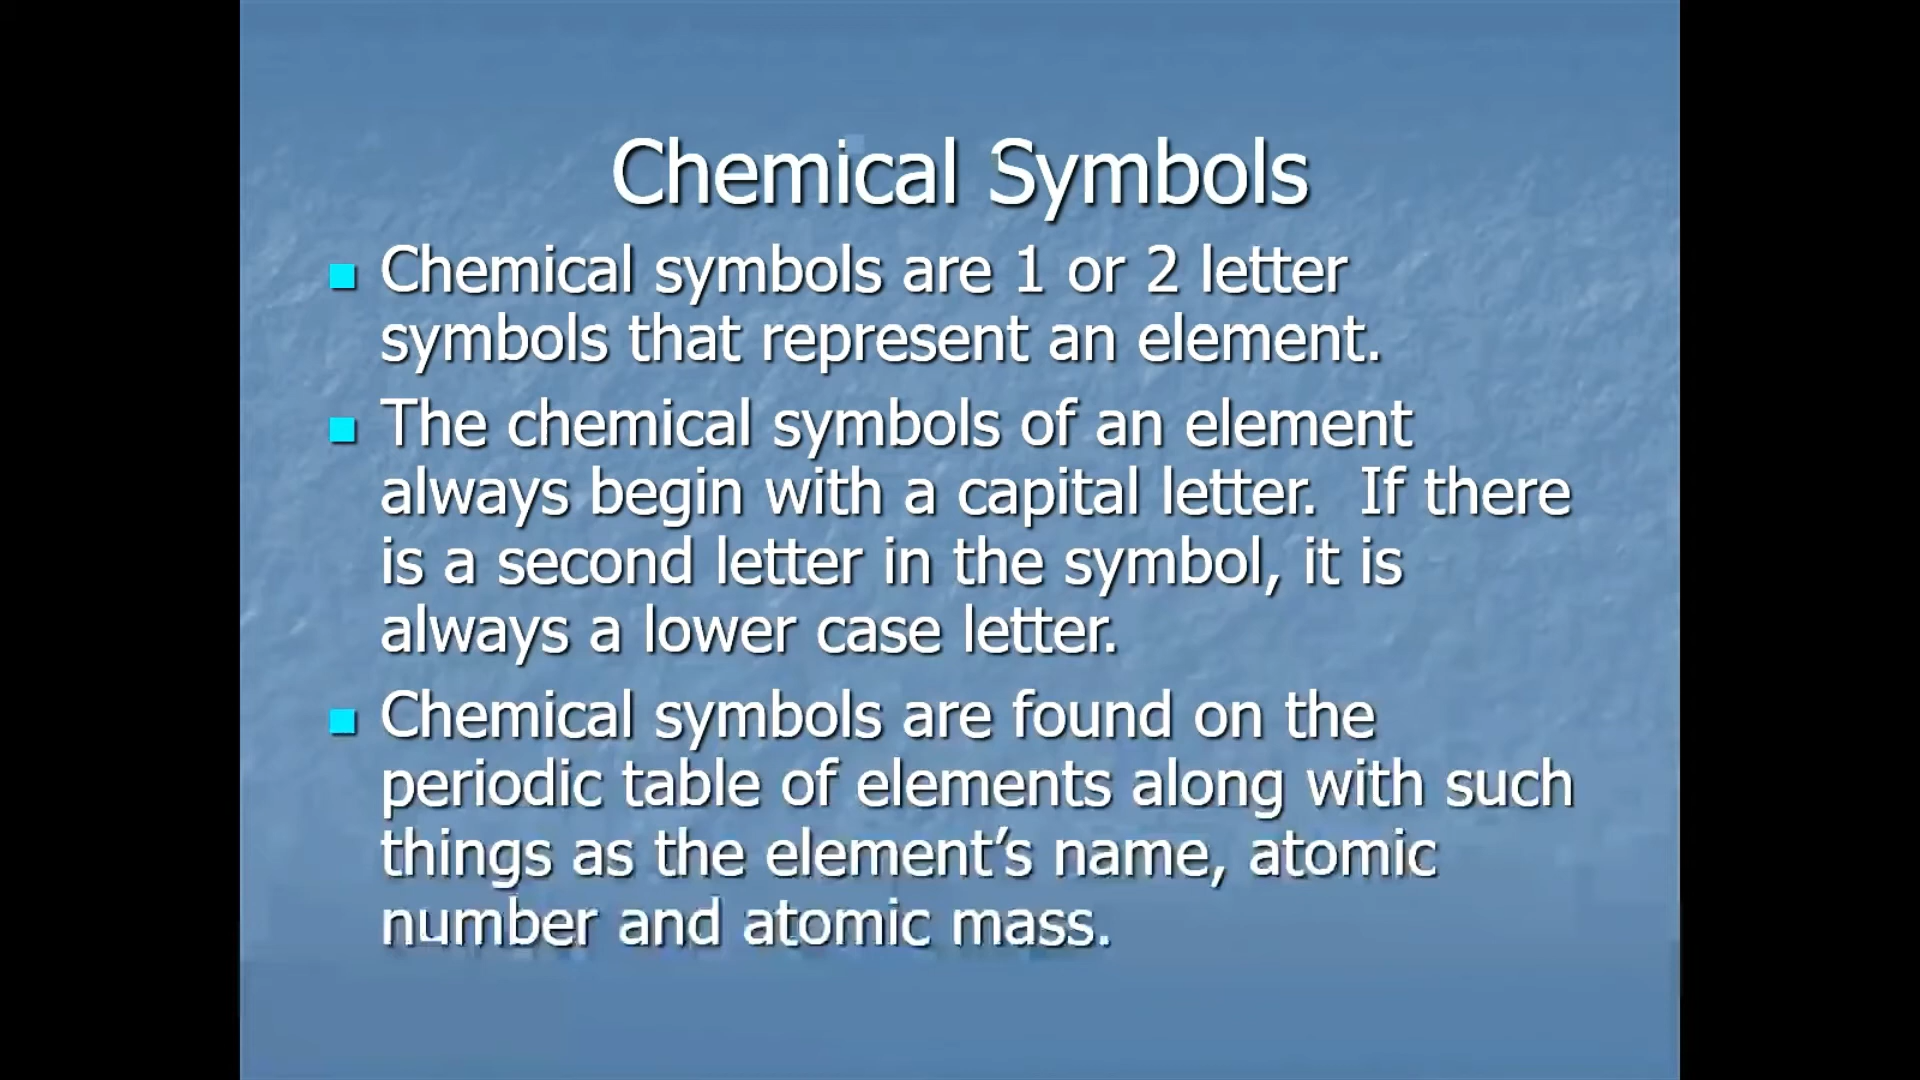 Chemical Symbols
Chemical symbols are 1 or 2 letter
symbols that represent an element.
The chemical symbols of an element
always begin with a capital letter.  If there
is a second letter in the symbol, it is
always a lower case letter.
Chemical symbols are found on the
periodic table of elements along with such
things as the element’s name, atomic
number and atomic mass.